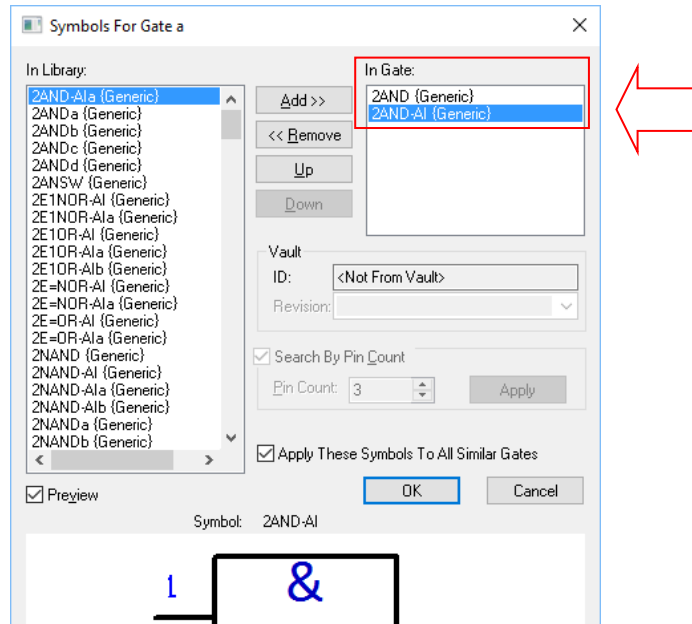 Symbols For Gate a
In Library:
2AND-AIa {Generic}
2ANDa {Generic}
2ANDb {Generic}
2ANDc {Generic}
2ANDd {Generic}
2ANSW {Generic}
2E1NOR-AI {Generic}
2E1NOR-AIa {Generic}
2E1OR-AI {Generic}
2E1OR-AIa {Generic}
2E1OR-AIb {Generic}
2E=NOR-AI {Generic}
2E=NOR-AIa {Generic}
2E=OR-AI {Generic}
2E=OR-AIa {Generic}
2NAND {Generic}
2NAND-AI {Generic}
2NAND-AIa {Generic}
2NAND-AIb {Generic}
2NANDa {Generic}
2NANDb {Generic}
Add >>
<< Remove
Up
Down
In Gate:
2AND {Generic}
2AND-AI {Generic}
Vault
ID: <Not From Vault>
Revision:
Search By Pin Count
Pin Count: 3
Apply
Apply These Symbols To All Similar Gates
Preview
OK
Cancel
Symbol: 2AND-AI
1
&